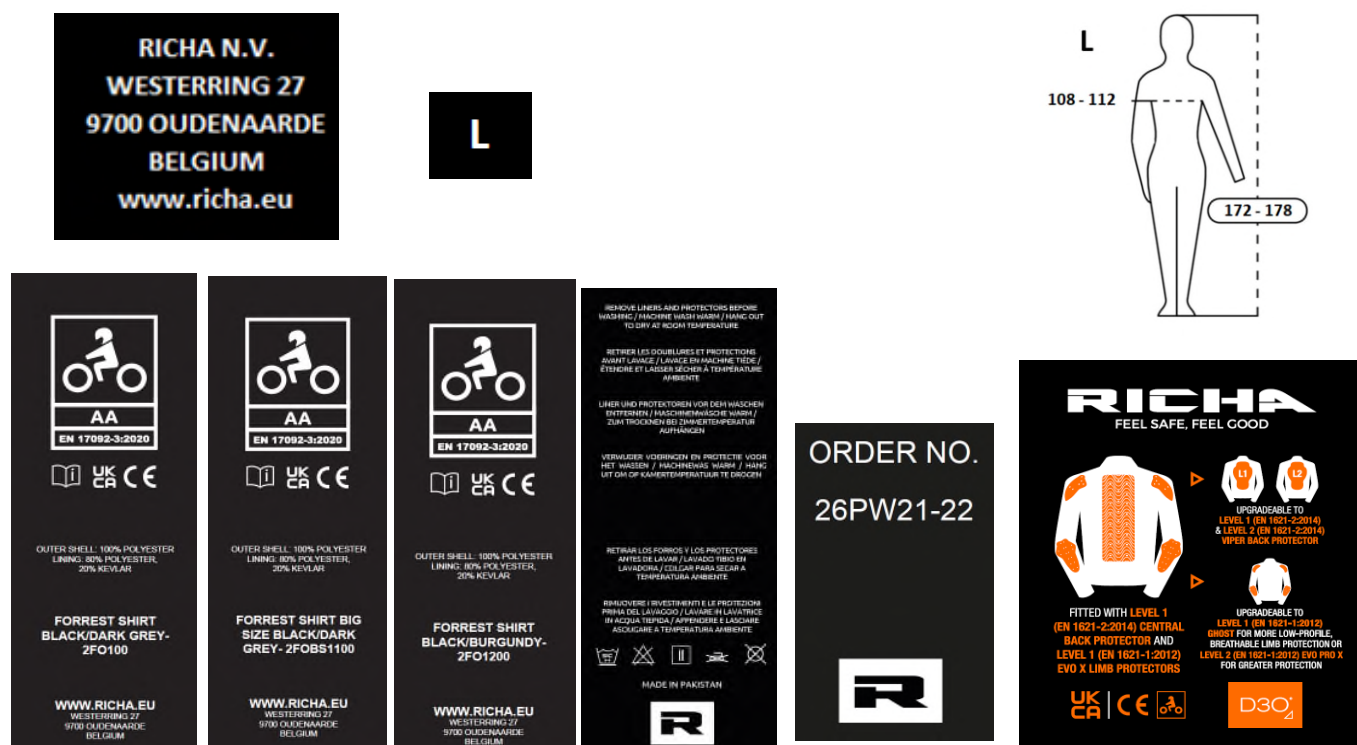 RICHA N.V.
WESTERRING 27
9700 OUDENAARDE
BELGIUM
www.richa.eu
L
L
108 - 112
172 - 178
AA
EN 17092-3:2020
i
UK
CA CE
OUTER SHELL: 100% POLYESTER
LINING: 80% POLYESTER,
20% KEVLAR
FORREST SHIRT
BLACK/DARK GREY-
2FO100
WWW.RICHA.EU
WESTERRING 27
9700 OUDENAARDE
BELGIUM
AA
EN 17092-3:2020
i
UK
CA CE
OUTER SHELL: 100% POLYESTER
LINING: 80% POLYESTER,
20% KEVLAR
FORREST SHIRT BIG
SIZE BLACK/DARK
GREY- 2FOBS1100
WWW.RICHA.EU
WESTERRING 27
9700 OUDENAARDE
BELGIUM
AA
EN 17092-3:2020
i
UK
CA CE
OUTER SHELL: 100% POLYESTER
LINING: 80% POLYESTER,
20% KEVLAR
FORREST SHIRT
BLACK/BURGUNDY-
2FO1200
WWW.RICHA.EU
WESTERRING 27
9700 OUDENAARDE
BELGIUM
REMOVE LINERS AND PROTECTORS BEFORE
WASHING / MACHINE WASH WARM / HANG OUT
TO DRY AT ROOM TEMPERATURE
RETIRER LES DOUBLURES ET PROTECTIONS
AVANT LAVAGE / LAVAGE EN MACHINE TIÈDE /
ÉTENDRE ET LAISSER SÉCHER À TEMPÉRATURE
AMBIENTE
LINER UND PROTEKTOREN VOR DEM WASCHEN
ENTFERNEN / MASCHINENWÄSCHE WARM /
ZUM TROCKNEN BEI ZIMMERTEMPERATUR
AUFHÄNGEN
VERWIJDER VOERINGEN EN PROTECTIE VOOR
HET WASSEN / MACHINEWAS WARM / HANG
UIT OM OP KAMERTEMPERATUUR TE DROGEN
RETIRAR LOS FORROS Y LOS PROTECTORES
ANTES DE LAVAR / LAVADO TIBIO EN
LAVADORA / COLGAR PARA SECAR A
TEMPERATURA AMBIENTE
RIMUOVERE I RIVESTIMENTI E LE PROTEZIONI
PRIMA DEL LAVAGGIO / LAVARE IN LAVATRICE
IN ACQUA TIEPIDA / APPENDERE E LASCIARE
ASCIUGARE A TEMPERATURA AMBIENTE
MADE IN PAKISTAN
R
ORDER NO.
26PW21-22
R
RICHA
FEEL SAFE, FEEL GOOD
L1
L2
UPGRADEABLE TO
LEVEL 1 (EN 1621-2:2014)
& LEVEL 2 (EN 1621-2:2014)
VIPER BACK PROTECTOR
FITTED WITH LEVEL 1
(EN 1621-2:2014) CENTRAL
BACK PROTECTOR AND
LEVEL 1 (EN 1621-1:2012)
EVO X LIMB PROTECTORS
UPGRADEABLE TO
LEVEL 1 (EN 1621-1:2012)
GHOST FOR MORE LOW-PROFILE,
BREATHABLE LIMB PROTECTION OR
LEVEL 2 (EN 1621-1:2012) EVO PRO X
FOR GREATER PROTECTION
UK
CA CE
D3O